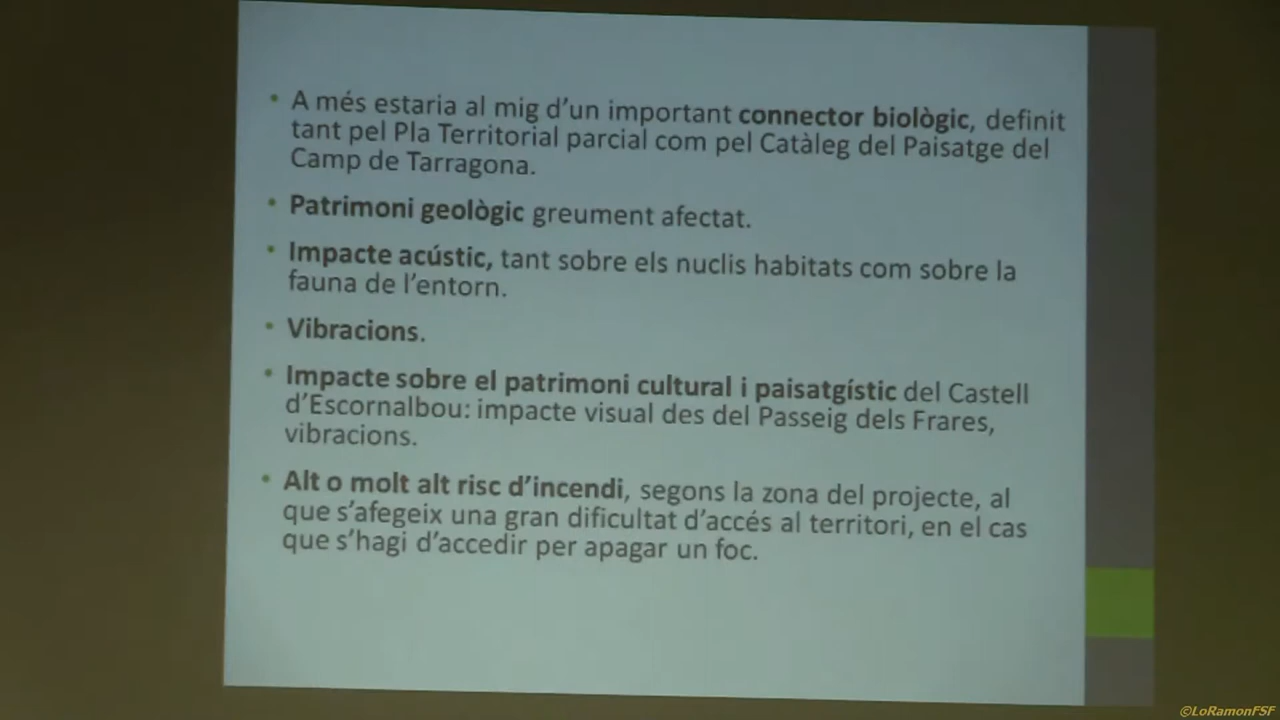 • A més estaria al mig d'un important connector biològic, definit
tant pel Pla Territorial parcial com pel Catàleg del Paisatge del
Camp de Tarragona.
• Patrimoni geològic greument afectat.
• Impacte acústic, tant sobre els nuclis habitats com sobre la
fauna de l'entorn.
• Vibracions.
• Impacte sobre el patrimoni cultural i paisatgístic del Castell
d'Escornalbou: impacte visual des del Passeig dels Frares,
vibracions.
• Alt o molt alt risc d'incendi, segons la zona del projecte, al
que s'afegeix una gran dificultat d'accés al territori, en el cas
que s'hagi d'accedir per apagar un foc.
©LoRamonFSF